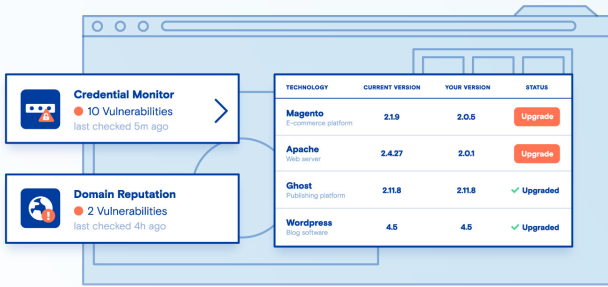 Credential Monitor
10 Vulnerabilities
last checked 5m ago
Domain Reputation
2 Vulnerabilities
last checked 4h ago
TECHNOLOGY CURRENT VERSION YOUR VERSION STATUS
Magento 2.1.9 2.0.5 Upgrade
E-commerce platform
Apache 2.4.27 2.0.1 Upgrade
Web server
Ghost 2.11.8 2.11.8 Upgraded
Publishing platform
Wordpress 4.5 4.5 Upgraded
Blog software